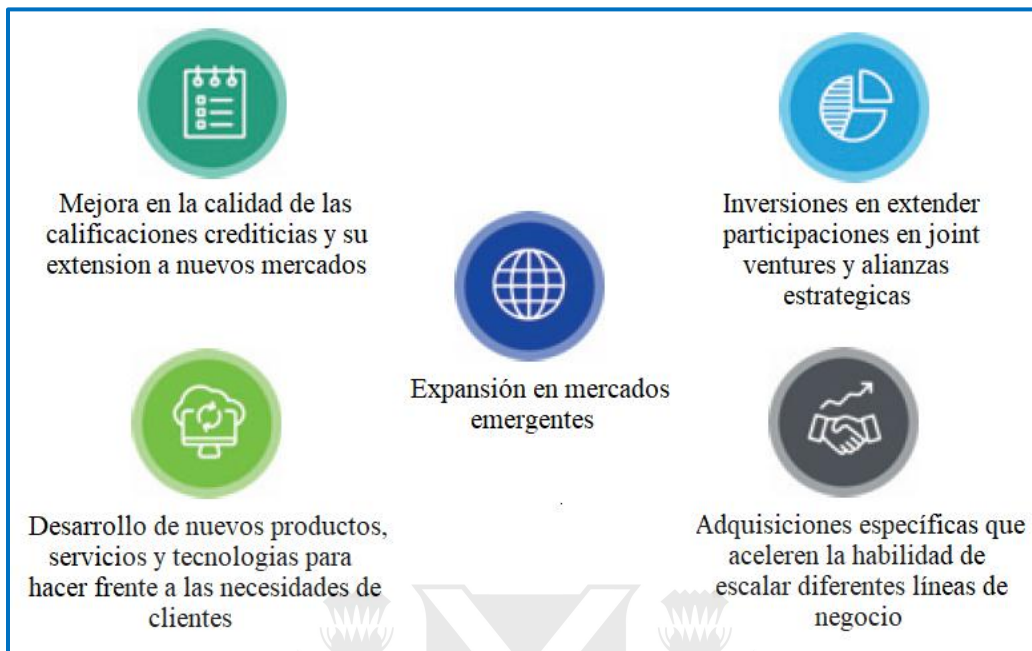 Mejora en la calidad de las
calificaciones crediticias y su
extension a nuevos mercados
Inversiones en extender
participaciones en joint
ventures y alianzas
estrategicas
Expansión en mercados
emergentes
Desarrollo de nuevos productos,
servicios y tecnologias para
hacer frente a las necesidades de
clientes
Adquisiciones específicas que
aceleren la habilidad de
escalar diferentes líneas de
negocio